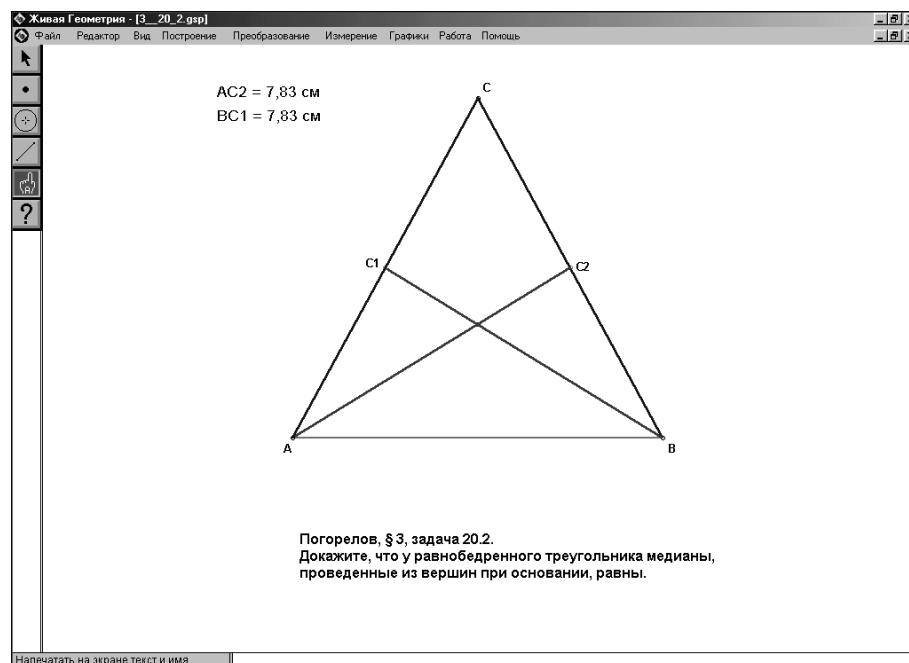 Живая Геометрия - [3__20_2.gsp]
Файл Редактор Вид Построение Преобразование Измерение Графики Работа Помощь
AC2 = 7,83 см
BC1 = 7,83 см
C
C1
C2
A
B
Погорелов, § 3, задача 20.2.
Докажите, что у равнобедренного треугольника медианы,
проведенные из вершин при основании, равны.
Напечатать на экране текст и имя